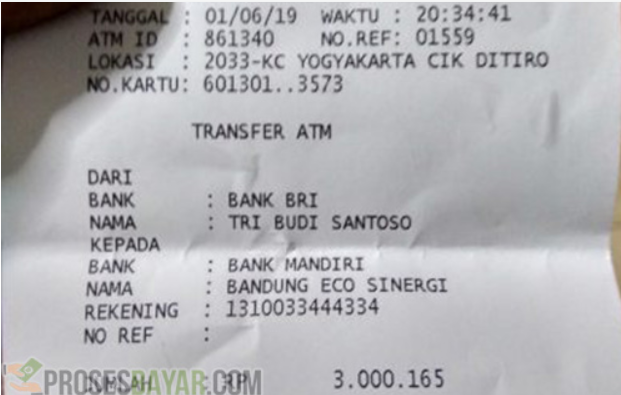 TANGGAL : 01/06/19 WAKTU : 20:34:41
ATM ID : 861340 NO.REF: 01559
LOKASI : 2033-KC YOGYAKARTA CIK DITIRO
NO.KARTU: 601301..3573
TRANSFER ATM
DARI
BANK : BANK BRI
NAMA : TRI BUDI SANTOSO
KEPADA
BANK : BANK MANDIRI
NAMA : BANDUNG ECO SINERGI
REKENING : 1310033444334
NO REF :
JUMLAH : RP 3.000.165
PROSESBAYAR.COM